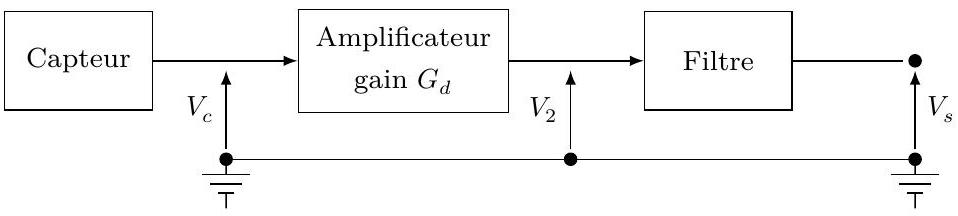 Capteur
Amplificateur
gain $G_d$
Filtre
$V_c$
$V_2$
$V_s$